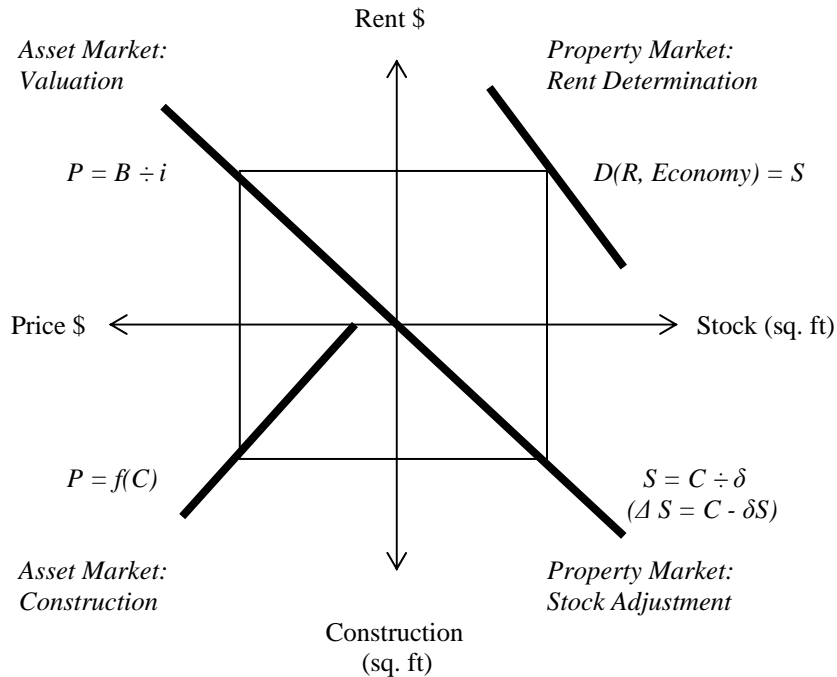 Rent $
Asset Market:
Valuation
Property Market:
Rent Determination
P = B ÷ i
D(R, Economy) = S
Price $
Stock (sq. ft)
P = f(C)
S = C ÷ δ
(Δ S = C - δS)
Asset Market:
Construction
Property Market:
Stock Adjustment
Construction
(sq. ft)